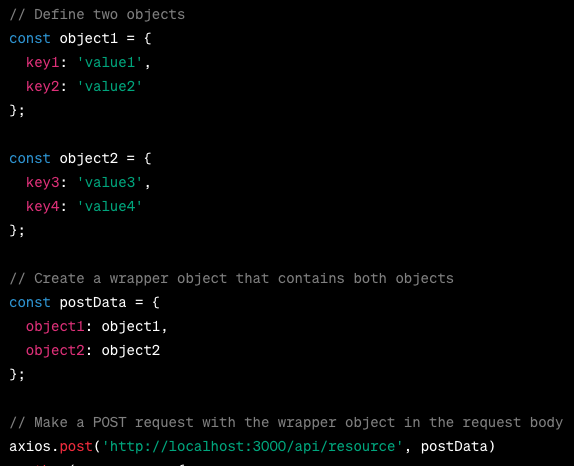 // Define two objects
const object1 = {
  key1: 'value1',
  key2: 'value2'
};
const object2 = {
  key3: 'value3',
  key4: 'value4'
};
// Create a wrapper object that contains both objects
const postData = {
  object1: object1,
  object2: object2
};
// Make a POST request with the wrapper object in the request body
axios.post('http://localhost:3000/api/resource', postData)